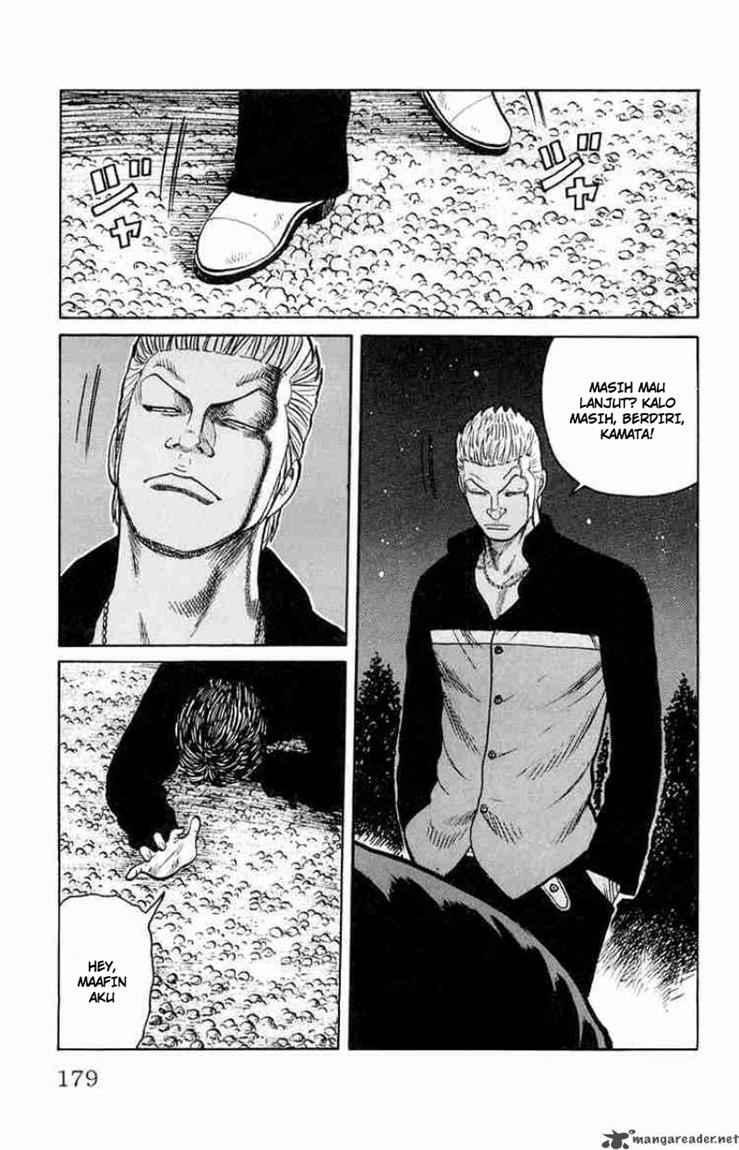 ジャ
ジャ
MASIH MAU
LANJUT? KALO
MASIH, BERDIRI,
KAMATA!
HEY,
MAAFIN
AKU
179
mangareader.net